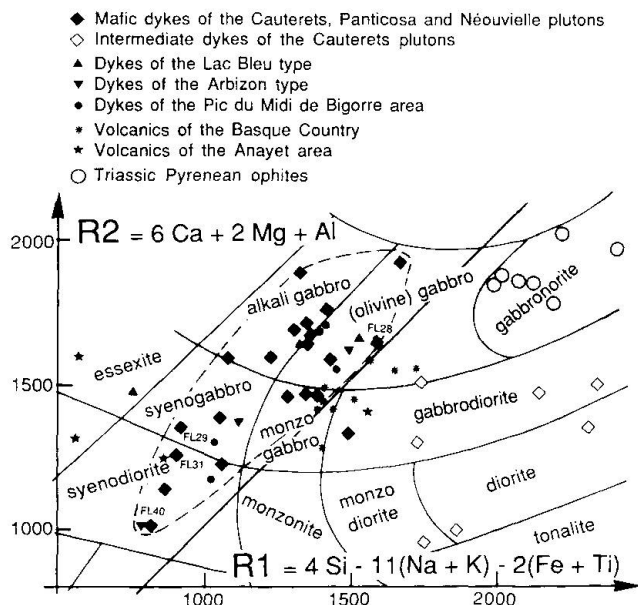 Mafic dykes of the Cauterets, Panticosa and Néouvielle plutons
Intermediate dykes of the Cauterets plutons
Dykes of the Lac Bleu type
Dykes of the Arbizon type
Dykes of the Pic du Midi de Bigorre area
Volcanics of the Basque Country
Volcanics of the Anayet area
Triassic Pyrenean ophites
2000
R2 = 6 Ca + 2 Mg + Al
alkali gabbro
(olivine) gabbro
gabbronorite
FL28
essexite
1500
syenogabbro
monzo
gabbro
gabbrodiorite
FL29
FL31
syenodiorite
monzonite
monzo
diorite
diorite
FL40
1000
tonalite
R1 = 4 Si - 11(Na + K) - 2(Fe + Ti)
1000
1500
2000